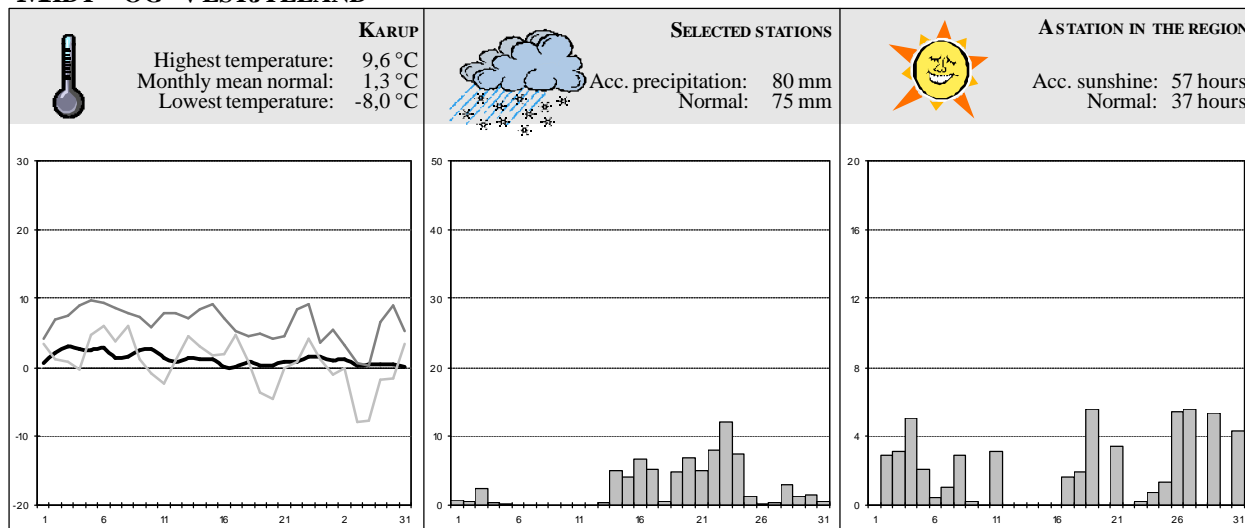 KARUP
Highest temperature: 9,6 °C
Monthly mean normal: 1,3 °C
Lowest temperature: -8,0 °C
SELECTED STATIONS
Acc. precipitation: 80 mm
Normal: 75 mm
A STATION IN THE REGION
Acc. sunshine: 57 hours
Normal: 37 hours
30
20
10
0
-10
-20
1 6 11 16 21 2 31
50
40
30
20
10
0
1 6 11 16 21 26 31
20
16
12
8
4
0
1 6 11 16 21 26 31